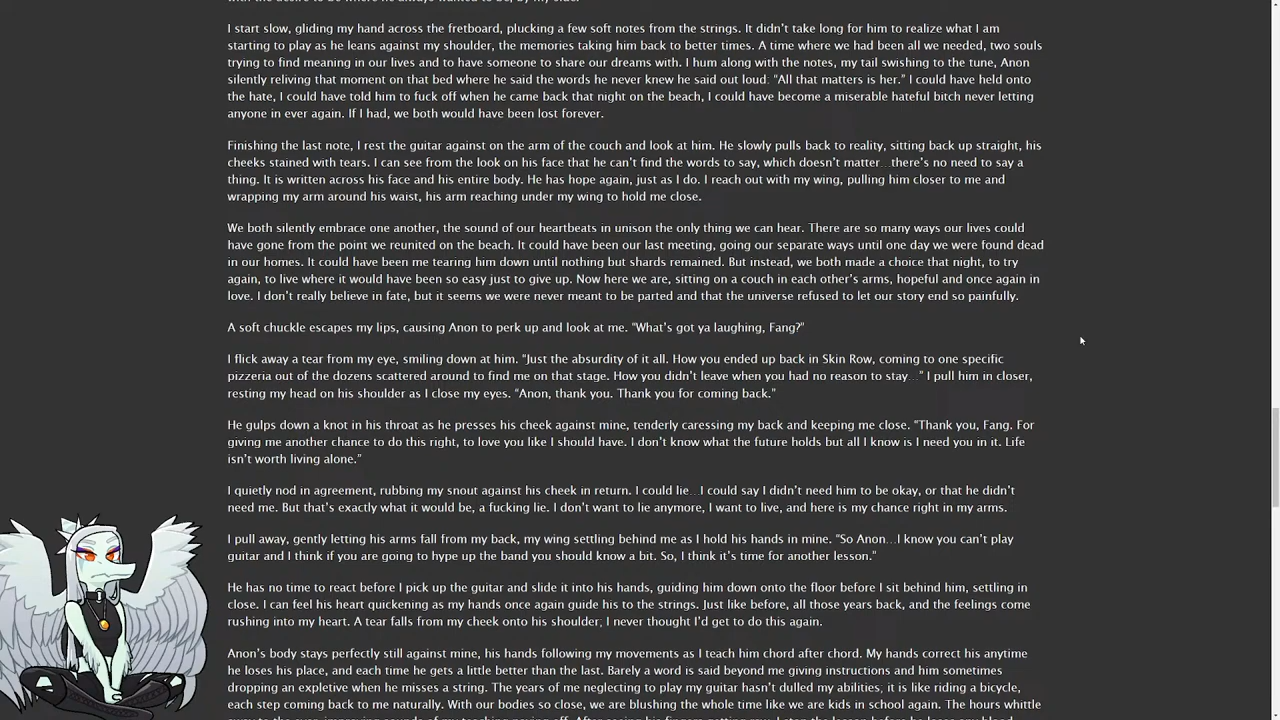 I start slow, gliding my hand across the fretboard, plucking a few soft notes from the strings. It didn’t take long for him to realize what I am
starting to play as he leans against my shoulder, the memories taking him back to better times. A time where we had been all we needed, two souls
trying to find meaning in our lives and to have someone to share our dreams with. I hum along with the notes, my tail swishing to the tune, Anon
silently reliving that moment on that bed where he said the words he never knew he said out loud. “All that matters is her.” I could have held onto
the hate, I could have told him to fuck off when he came back that night on the beach, I could have become a miserable hateful bitch never letting
anyone in ever again. If I had, we both would have been lost forever.
Finishing the last note, I rest the guitar against on the arm of the couch and look at him. He slowly pulls back to reality, sitting back up straight, his
cheeks stained with tears. I can see from the look on his face that he can’t find the words to say, which doesn’t matter…there’s no need to say a
thing. It is written across his face and his entire body. He has hope again, just as I do. I reach out with my wing, pulling him closer to me and
wrapping my arm around his waist, his arm reaching under my wing to hold me close.
We both silently embrace one another, the sound of our heartbeats in unison the only thing we can hear. There are so many ways our lives could
have gone from the point we reunited on the beach. It could have been our last meeting, going our separate ways until one day we were found dead
in our homes. It could have been me tearing him down until nothing but shards remained. But instead, we both made a choice that night, to try
again, to live where it would have been so easy just to give up. Now here we are, sitting on a couch in each other’s arms, hopeful and once again in
love. I don’t really believe in fate, but it seems we were never meant to be parted and that the universe refused to let our story end so painfully.
A soft chuckle escapes my lips, causing Anon to perk up and look at me. “What’s got ya laughing, Fang?”
I flick away a tear from my eye, smiling down at him. “Just the absurdity of it all. How you ended up back in Skin Row, coming to one specific
pizzeria out of the dozens scattered around to find me on that stage. How you didn’t leave when you had no reason to stay…” I pull him in closer,
resting my head on his shoulder as I close my eyes. “Anon, thank you. Thank you for coming back.”
He gulps down a knot in his throat as he presses his cheek against mine, tenderly caressing my back and keeping me close. “Thank you, Fang. For
giving me another chance to do this right, to love you like I should have. I don’t know what the future holds but all I know is I need you in it. Life
isn’t worth living alone.”
I quietly nod in agreement, rubbing my snout against his cheek in return. I could lie…I could say I didn’t need him to be okay, or that he didn’t
need me. But that’s exactly what it would be, a fucking lie. I don’t want to lie anymore, I want to live, and here is my chance right in my arms.
I pull away, gently letting his arms fall from my back, my wing settling behind me as I hold his hands in mine. “So Anon…I know you can’t play
guitar and I think if you are going to hype up the band you should know a bit. So, I think it’s time for another lesson.”
He has no time to react before I pick up the guitar and slide it into his hands, guiding him down onto the floor before I sit behind him, settling in
close. I can feel his heart quickening as my hands once again guide his to the strings. Just like before, all those years back, and the feelings come
rushing into my heart. A tear falls from my cheek onto his shoulder, I never thought I’d get to do this again.
Anon’s body stays perfectly still against mine, his hands following my movements as I teach him chord after chord. My hands correct his anytime
he loses his place, and each time he gets a little better than the last. Barely a word is said beyond me giving instructions and him sometimes
dropping an expletive when he misses a string. The years of me neglecting to play my guitar hasn’t dulled my abilities, it is like riding a bicycle,
each step coming back to me naturally. With our bodies so close, we are blushing the whole time like we are kids in school again. The hours whittle